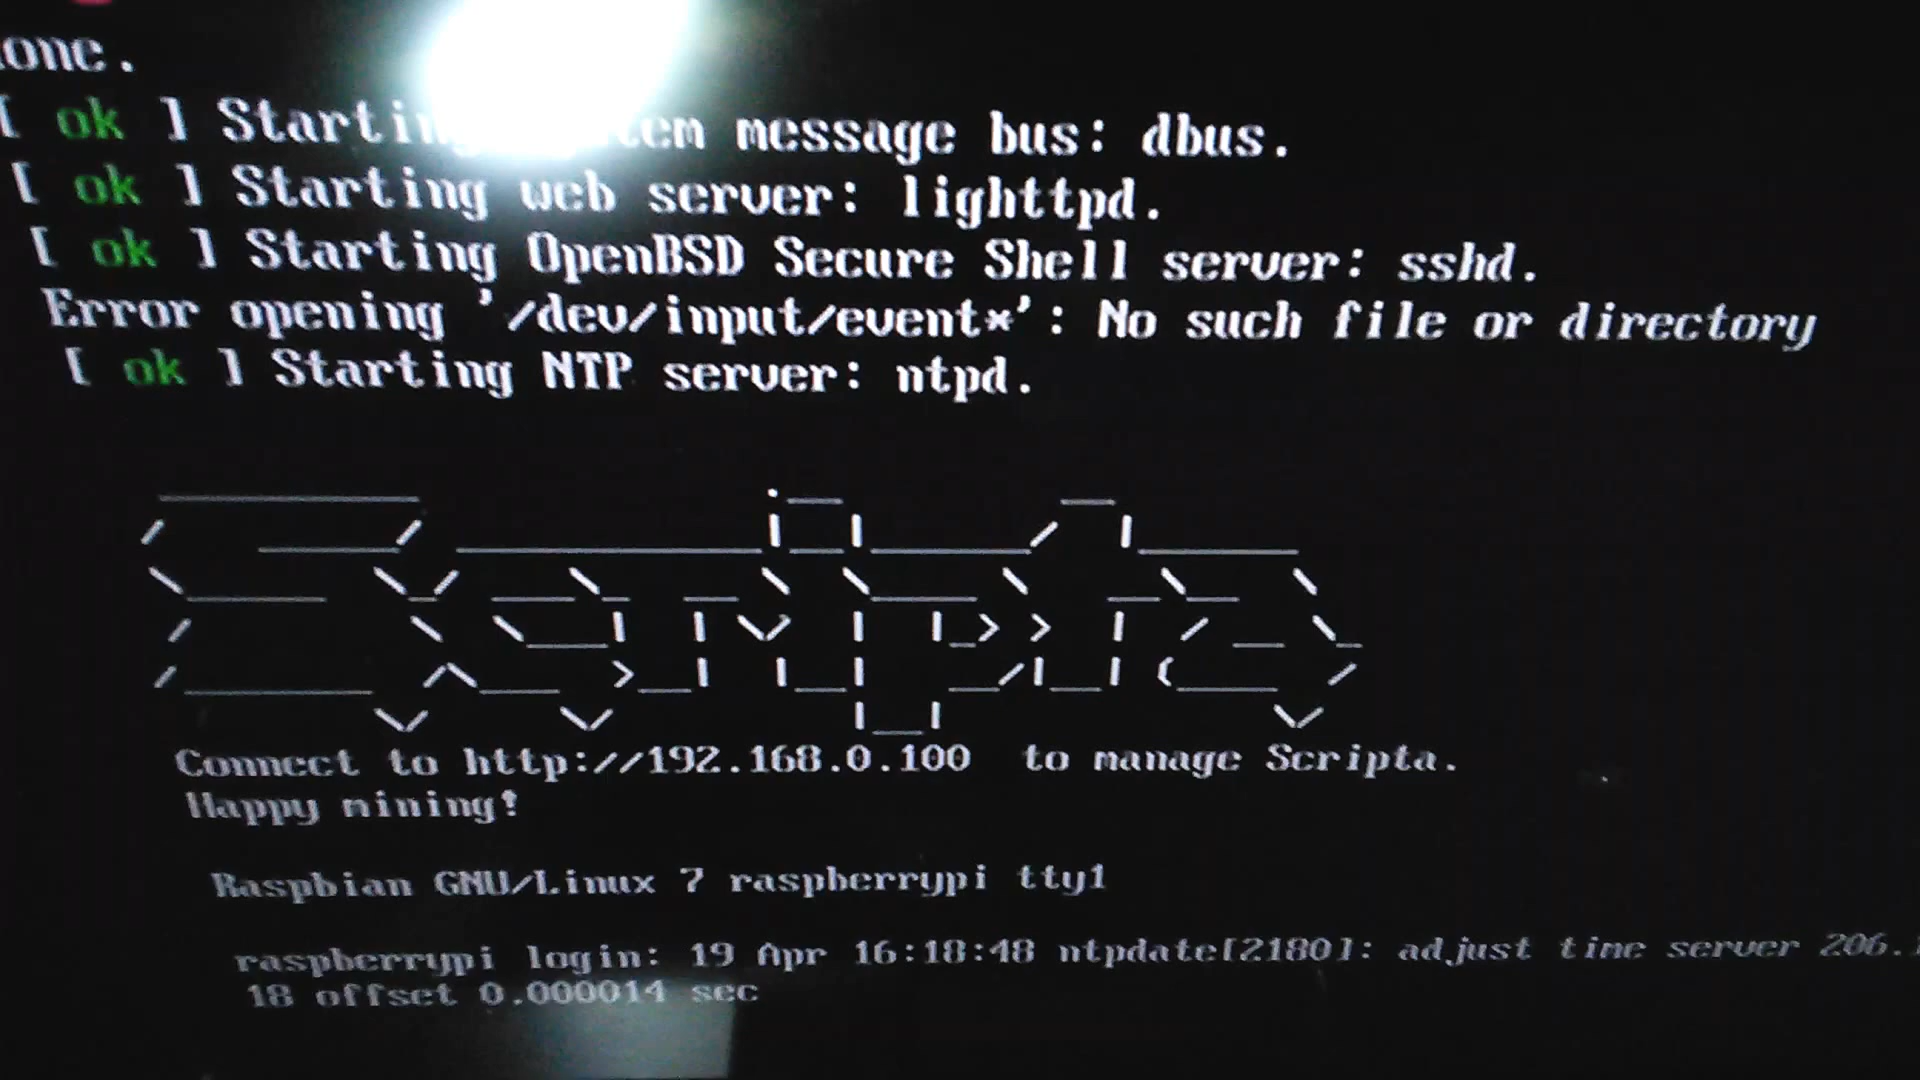 one.
[ ok ] Starting message bus: dbus.
[ ok ] Starting web server: lighttpd.
[ ok ] Starting OpenBSD Secure Shell server: sshd.
Error opening '/dev/input/event*': No such file or directory
[ ok ] Starting NTP server: ntpd.
Scripta
Connect to http://192.168.0.100 to manage Scripta.
Happy mining!
Raspbian GNU/Linux 7 raspberrypi tty1
raspberrypi login: 19 Apr 16:18:48 ntpdate[2180]: adjust time server 206.
18 offset 0.000014 sec